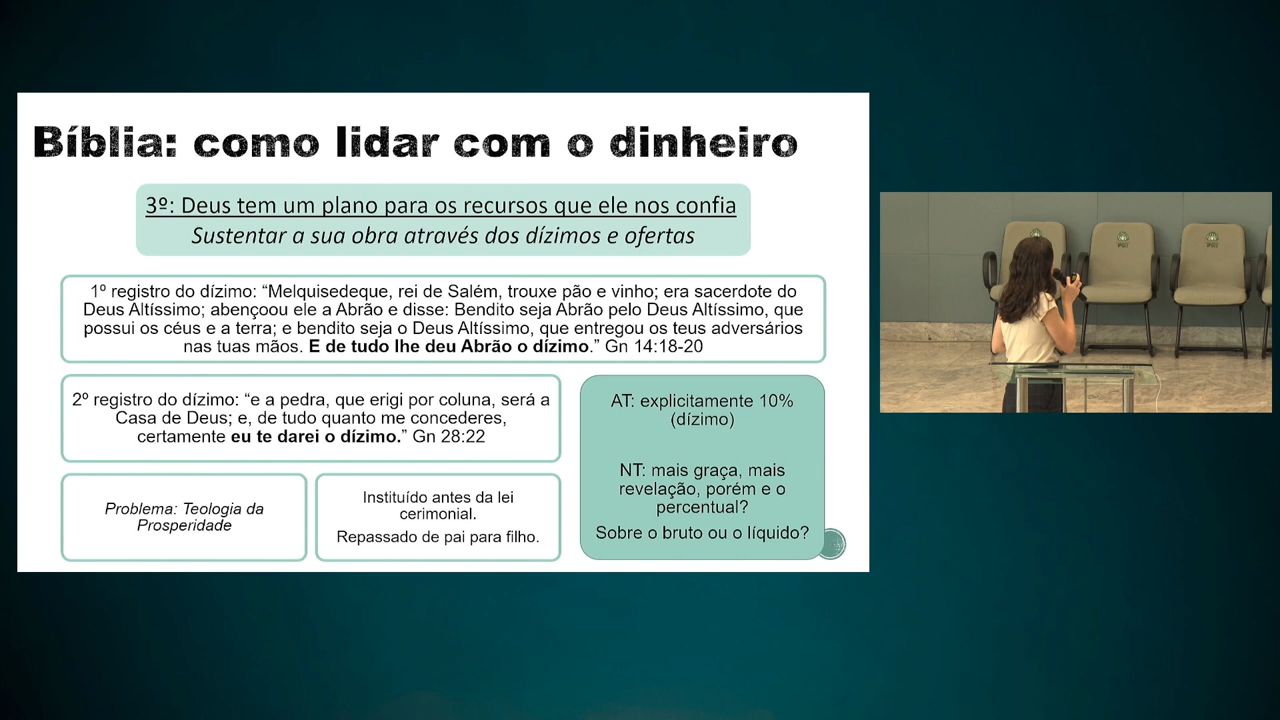 Bíblia: como lidar com o dinheiro
3º: Deus tem um plano para os recursos que ele nos confia
Sustentar a sua obra através dos dízimos e ofertas
1º registro do dízimo: “Melquisedeque, rei de Salém, trouxe pão e vinho; era sacerdote do
Deus Altíssimo; abençoou ele a Abrão e disse: Bendito seja Abrão pelo Deus Altíssimo, que
possui os céus e a terra; e bendito seja o Deus Altíssimo, que entregou os teus adversários
nas tuas mãos. E de tudo lhe deu Abrão o dízimo.” Gn 14:18-20
2º registro do dízimo: “e a pedra, que erigi por coluna, será a
Casa de Deus; e, de tudo quanto me concederes,
certamente eu te darei o dízimo.” Gn 28:22
Problema: Teologia da
Prosperidade
Instituído antes da lei
cerimonial.
Repassado de pai para filho.
AT: explicitamente 10%
(dízimo)
NT: mais graça, mais
revelação, porém e o
percentual?
Sobre o bruto ou o líquido?